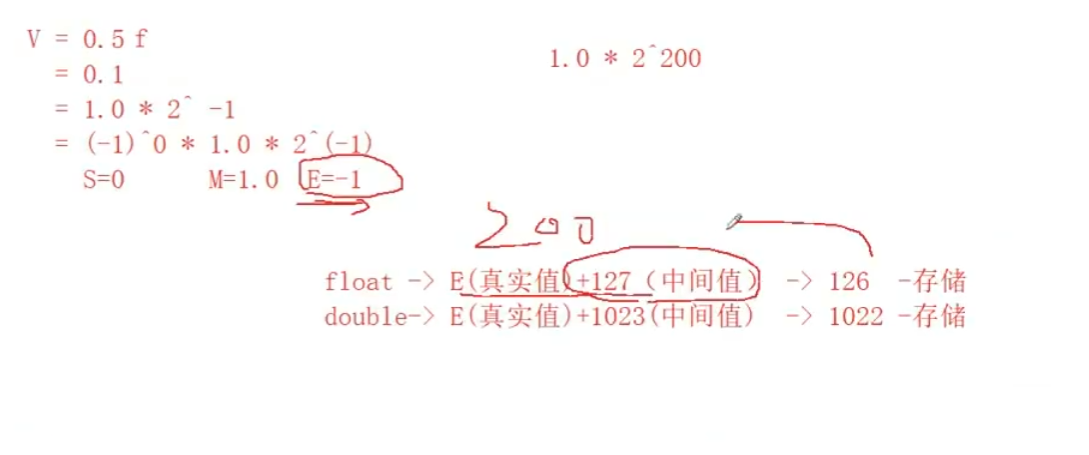 V = 0.5f
= 0.1
= 1.0 * 2^ -1
= (-1)^0 * 1.0 * 2^(-1)
S=0 M=1.0 E=-1
1.0 * 2^200
200
float -> E(真实值)+127 (中间值) -> 126 -存储
double-> E(真实值)+1023(中间值) -> 1022 -存储